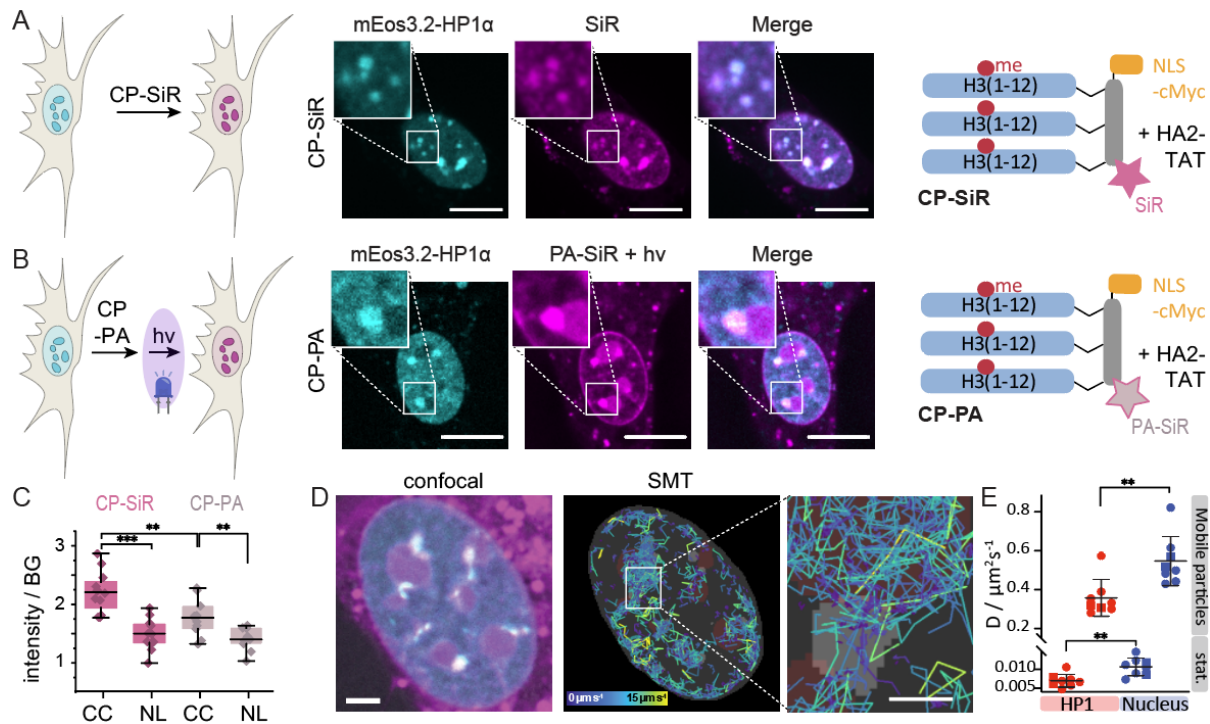 A
CP-SiR
mEos3.2-HP1α
SiR
Merge
CP-SiR
me
H3(1-12)
H3(1-12)
H3(1-12)
NLS
-cMyc
+ HA2-
TAT
CP-SiR
SiR
B
CP
-PA
hv
mEos3.2-HP1α
PA-SiR + hv
Merge
CP-PA
me
H3(1-12)
H3(1-12)
H3(1-12)
NLS
-cMyc
+ HA2-
TAT
CP-PA
PA-SiR
C
CP-SiR
CP-PA
**
***
**
intensity / BG
3
2
2
1
1
CC
NL
CC
NL
D
confocal
SMT
0 µm s⁻¹
15 µm s⁻¹
E
**
**
D / µm²s⁻¹
0.8
0.6
0.4
0.2
0.010
0.005
HP1
Nucleus
Mobile particles
stat.